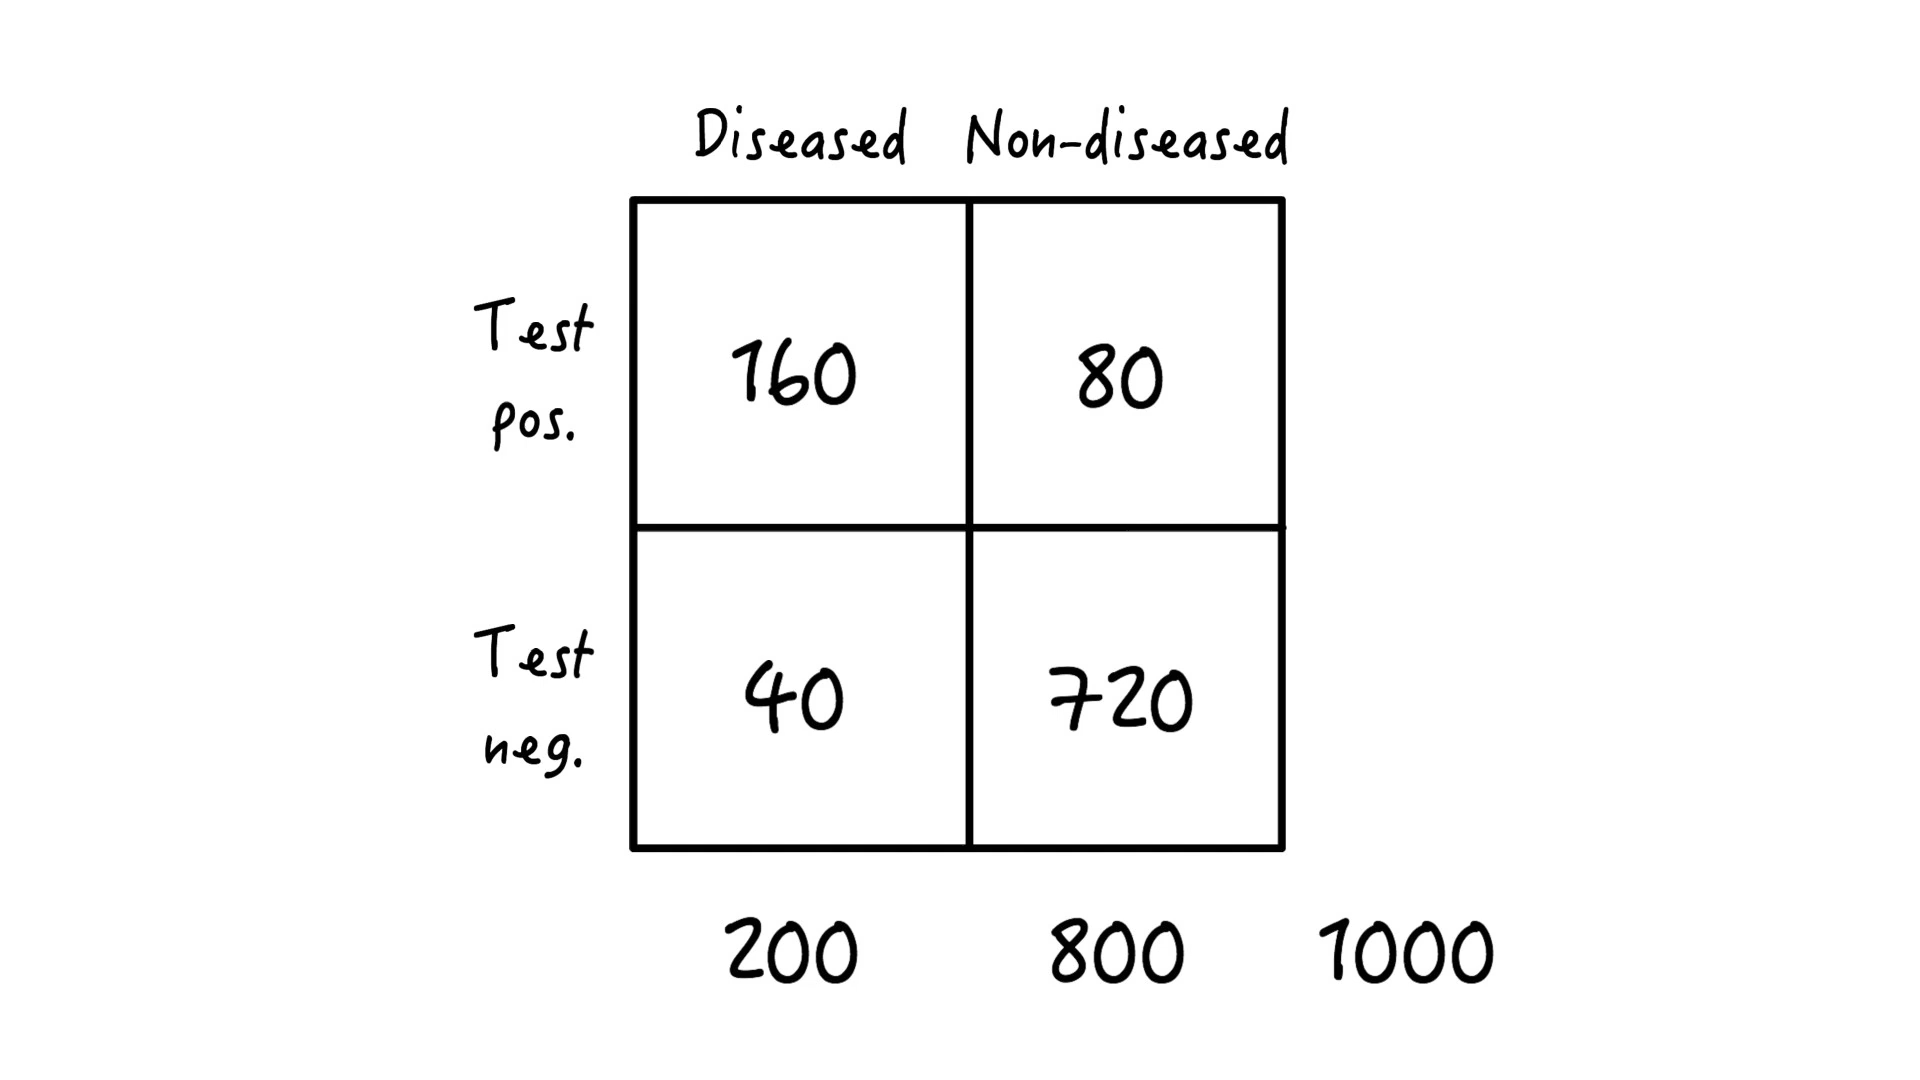 Diseased Non-diseased
Test
pos.
160 80
Test
neg.
40 720
200 800 1000